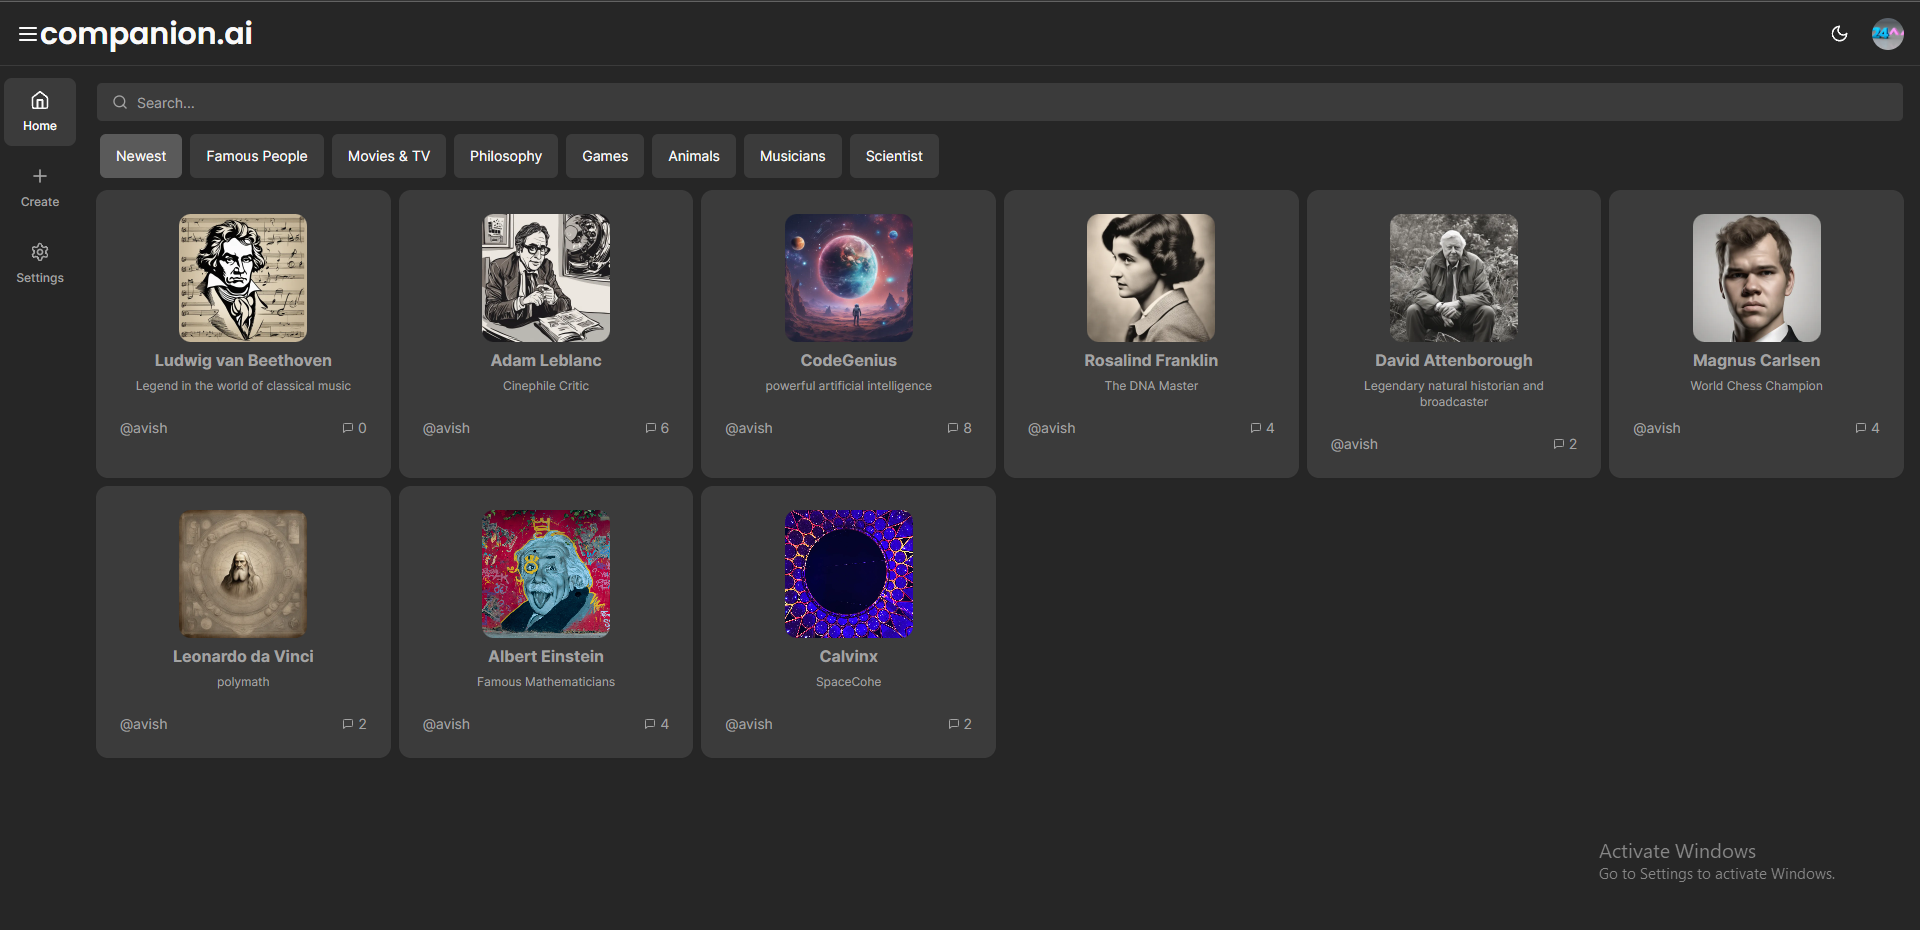 companion.ai
Search...
Home
Create
Settings
Newest Famous People Movies & TV Philosophy Games Animals Musicians Scientist
Ludwig van Beethoven
Legend in the world of classical music
@avish 0
Adam Leblanc
Cinephile Critic
@avish 6
CodeGenius
powerful artificial intelligence
@avish 8
Rosalind Franklin
The DNA Master
@avish 4
David Attenborough
Legendary natural historian and
broadcaster
@avish 2
Magnus Carlsen
World Chess Champion
@avish 4
Leonardo da Vinci
polymath
@avish 2
Albert Einstein
Famous Mathematicians
@avish 4
Calvinx
SpaceCohe
@avish 2
Activate Windows
Go to Settings to activate Windows.